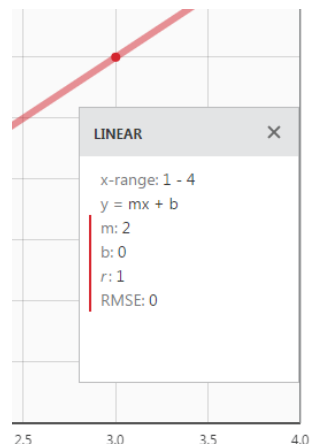 LINEAR ×
x-range: 1 - 4
y = mx + b
m: 2
b: 0
r: 1
RMSE: 0
2.5 3.0 3.5 4.0